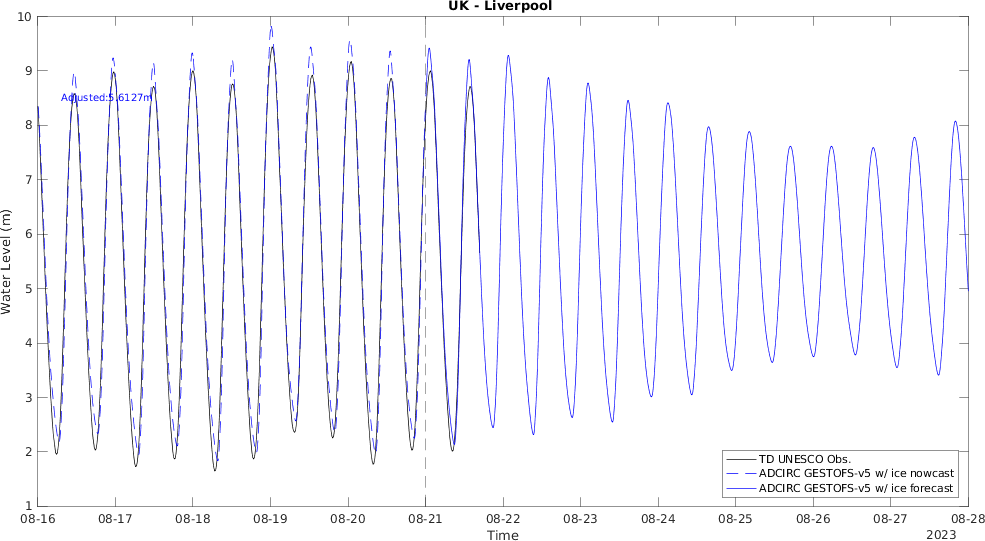 UK - Liverpool
10
9
8
7
6
5
4
3
2
1
Water Level (m)
Adjusted:5.6127m
TD UNESCO Obs.
ADCIRC GESTOFS-v5 w/ ice nowcast
ADCIRC GESTOFS-v5 w/ ice forecast
08-16 08-17 08-18 08-19 08-20 08-21 08-22 08-23 08-24 08-25 08-26 08-27 08-28
Time
2023